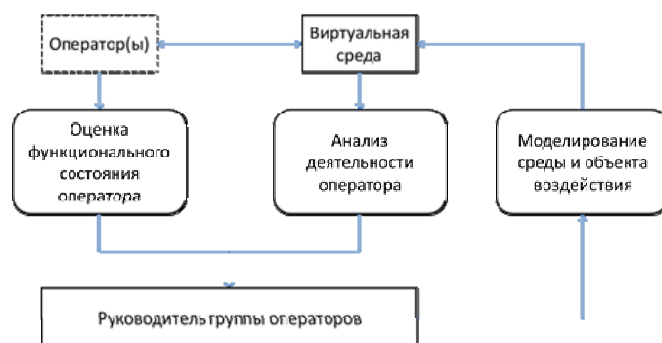 Оператор(ы)
Виртуальная
среда
Оценка
функционального
состояния
оператора
Анализ
деятельности
оператора
Моделирование
среды и объекта
воздействия
Руководитель группы операторов